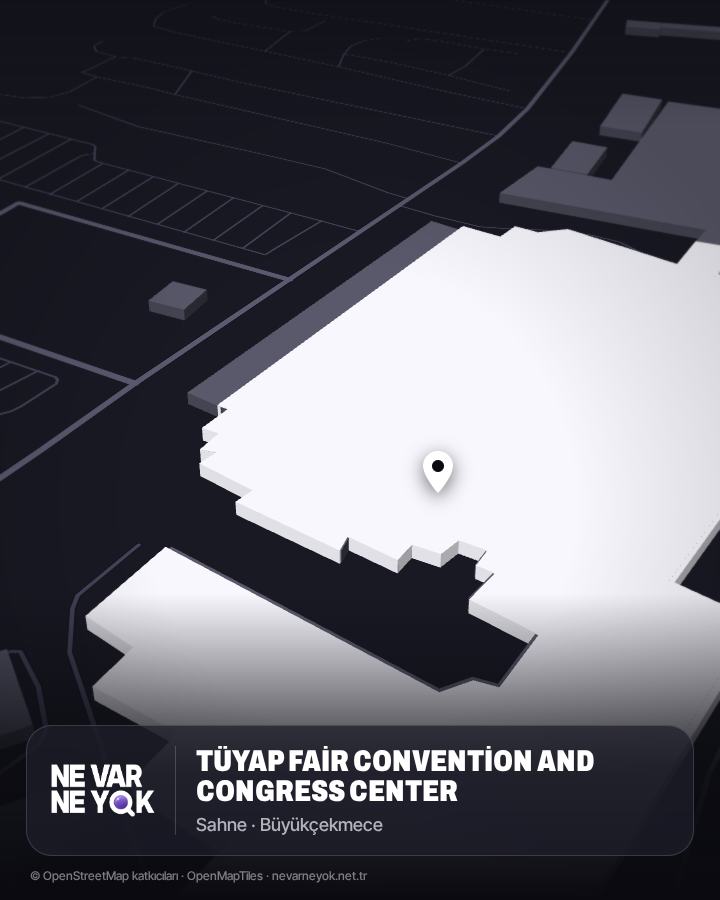 NE VAR
NE YOK
TÜYAP FAİR CONVENTİON AND
CONGRESS CENTER
Sahne · Büyükçekmece
© OpenStreetMap katkıcıları · OpenMapTiles · nevarneyok.net.tr